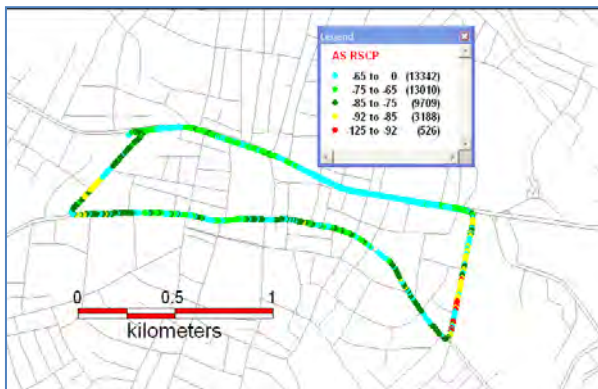 Legend
AS RSCP
-65 to 0 (13342)
-75 to -65 (13010)
-85 to -75 (9709)
-92 to -85 (3188)
-125 to -92 (526)
0 0.5 1
kilometers